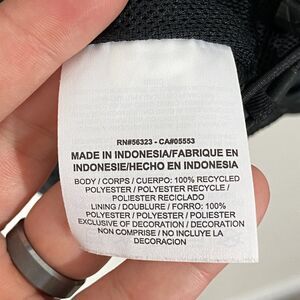 RN#56323 - CA#05553
MADE IN INDONESIA/FABRIQUE EN
INDONESIE/HECHO EN INDONESIA
BODY / CORPS / CUERPO: 100% RECYCLED
POLYESTER / POLYESTER RECYCLE /
POLIESTER RECICLADO
LINING / DOUBLURE / FORRO: 100%
POLYESTER / POLYESTER / POLIESTER
EXCLUSIVE OF DECORATION / DECORATION
NON COMPRISE / NO INCLUYE LA
DECORACION